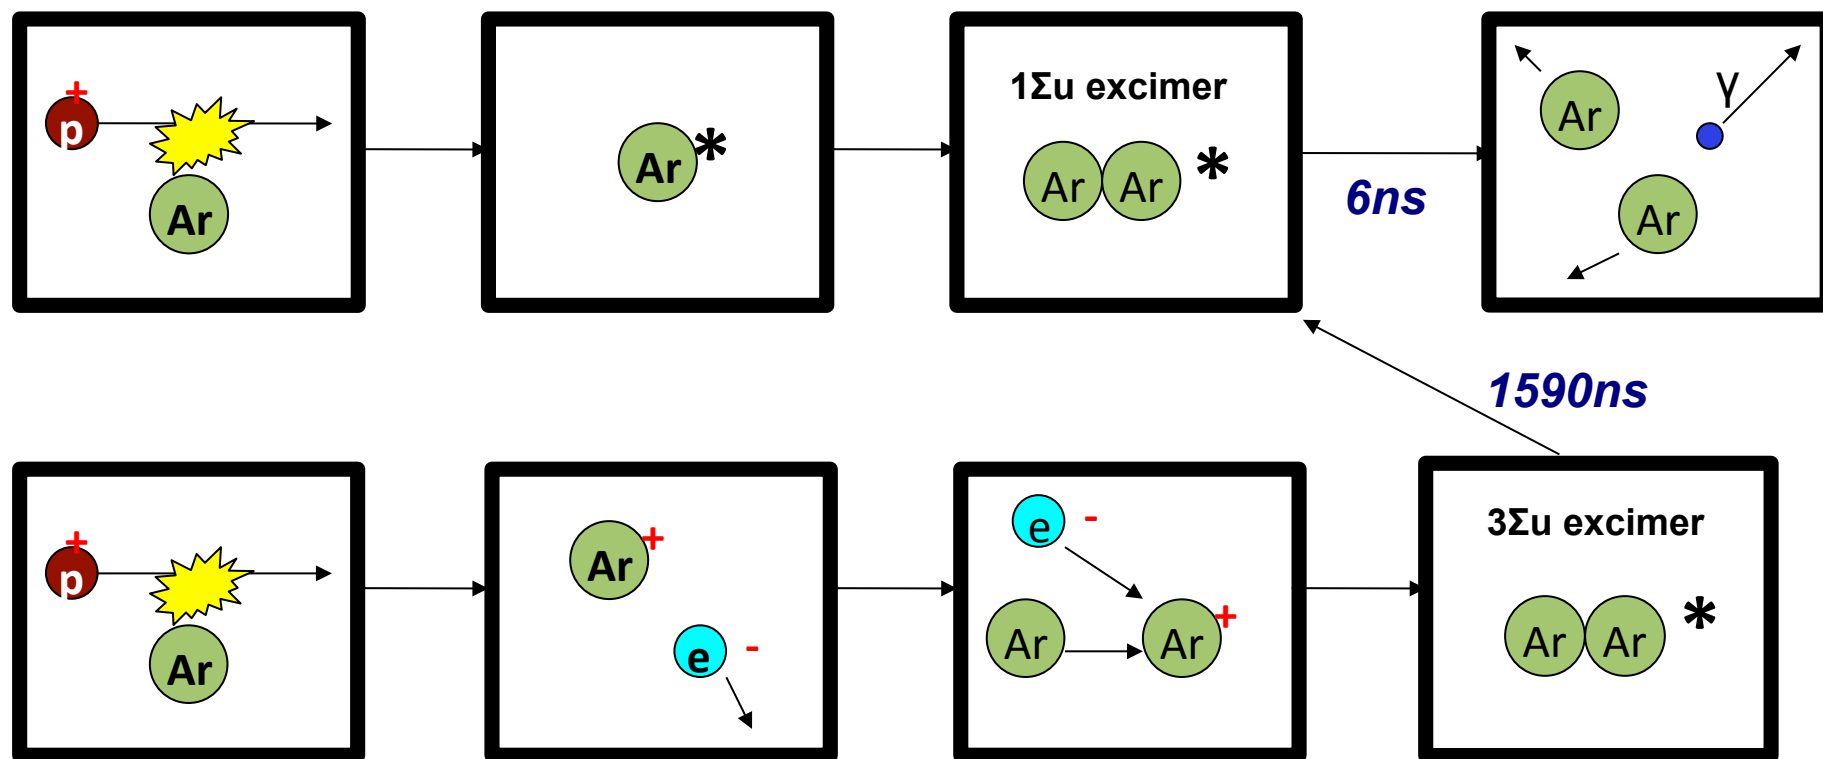 +
p
Ar
Ar*
1Σu excimer
Ar Ar *
6ns
Ar
γ
Ar
1590ns
+
p
Ar
Ar+
e -
e -
Ar Ar+
3Σu excimer
Ar Ar *